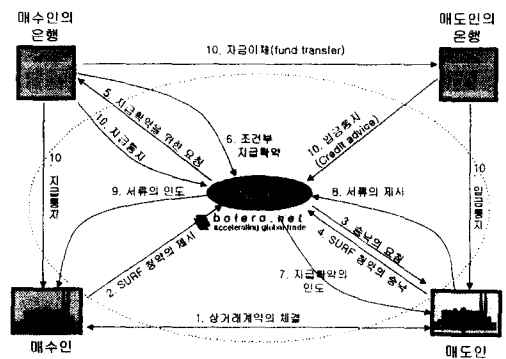 매수인의
은행
매도인의
은행
10. 자금이체(fund transfer)
5. 지급확약을 위한 요청
10. 지급통지
6. 조건부
지급확약
10. 입금통지
(Credit advice)
10
지급통지
10
입금통지
9. 서류의 인도
8. 서류의 제시
bolero.net
accelerating global trade
3. 승낙의 요청
4. SURF 청약의 승낙
2. SURF 청약의 제시
7. 지급확약의
인도
1. 상거래계약의 체결
매수인
매도인